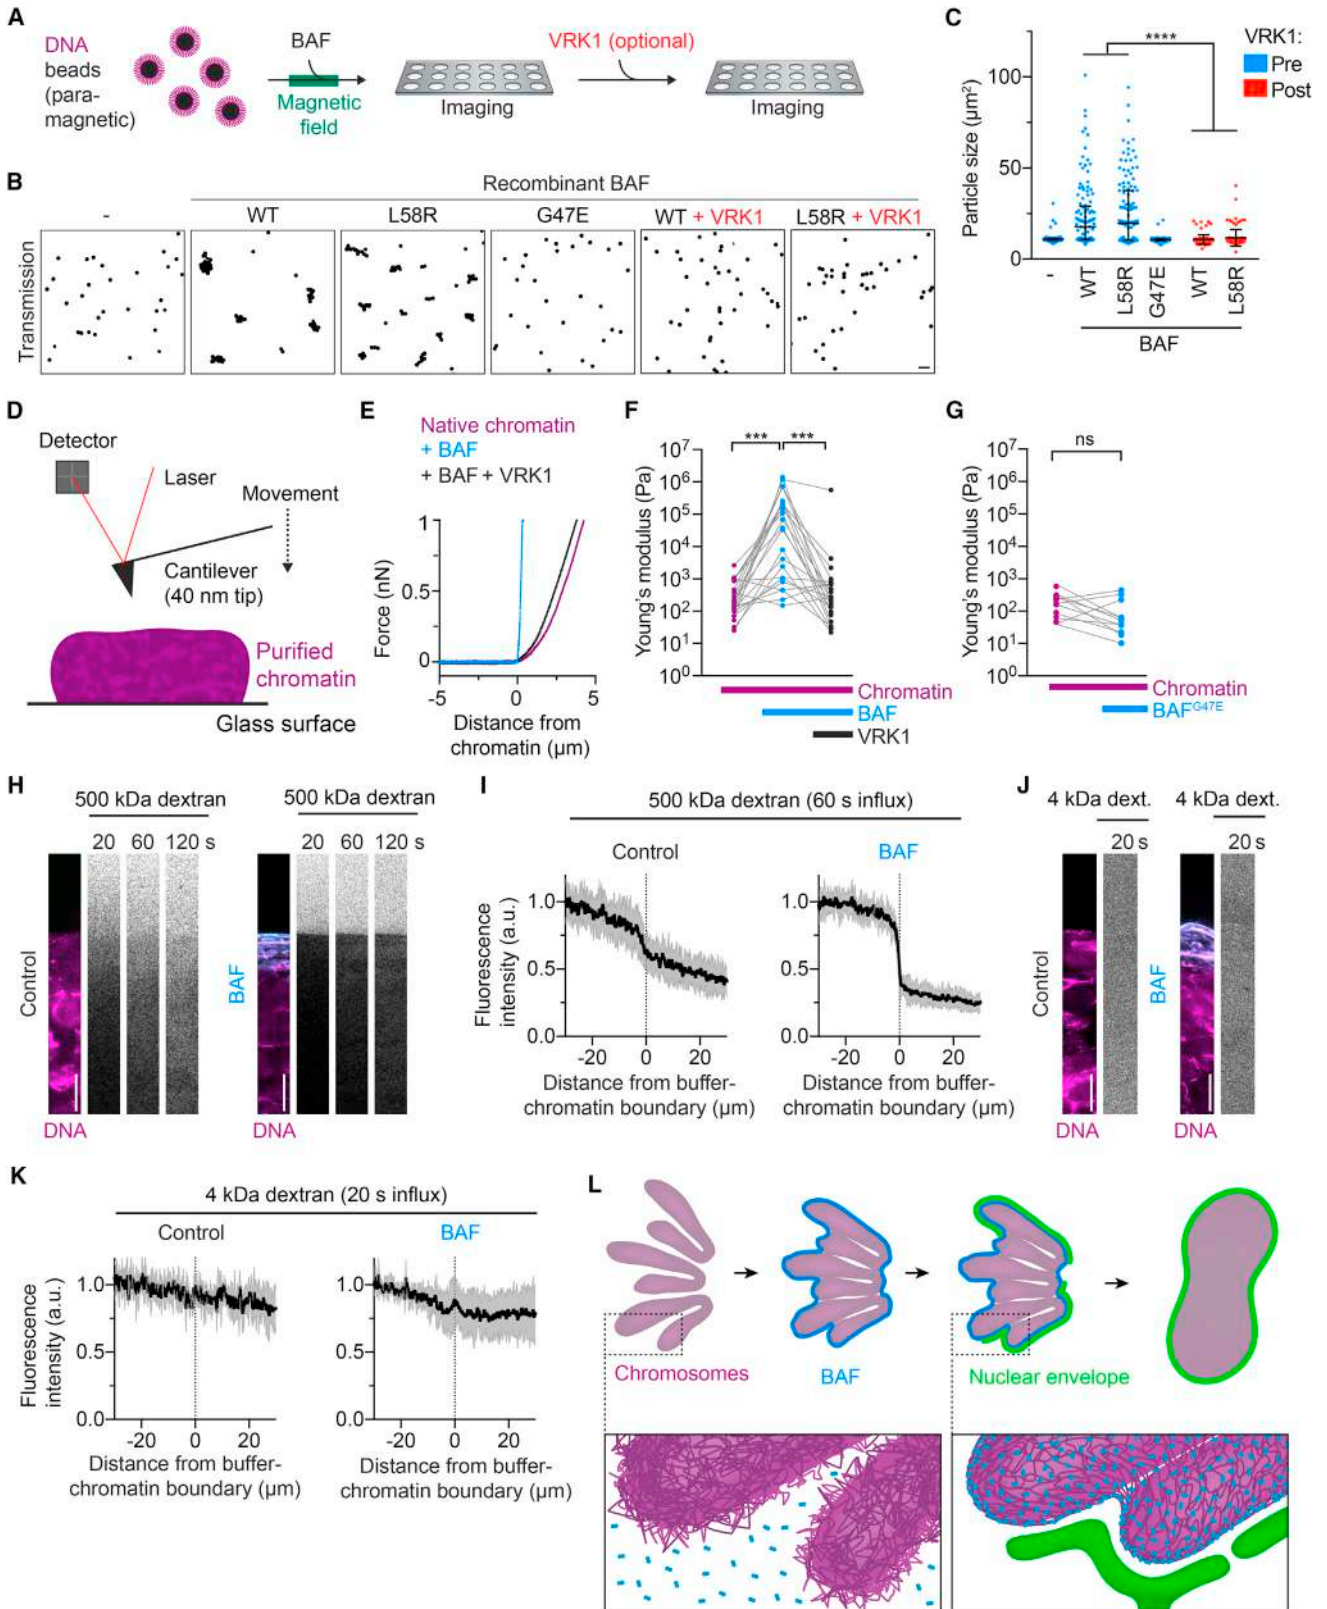 A
DNA
beads
(para-
magnetic)
BAF
Magnetic
field
Imaging
VRK1 (optional)
Imaging
B
Recombinant BAF
-
WT
L58R
G47E
WT + VRK1
L58R + VRK1
Transmission
C
VRK1:
Pre
Post
****
Particle size (µm²)
100
50
0
-
WT
L58R
G47E
WT
L58R
BAF
D
Detector
Laser
Movement
Cantilever
(40 nm tip)
Purified
chromatin
Glass surface
E
Native chromatin
+ BAF
+ BAF + VRK1
Force (nN)
1
0.5
0
-5
0
5
Distance from
chromatin (µm)
F
Young's modulus (Pa)
10⁷
10⁶
10⁵
10⁴
10³
10²
10¹
10⁰
***
***
Chromatin
BAF
VRK1
G
Young's modulus (Pa)
10⁷
10⁶
10⁵
10⁴
10³
10²
10¹
10⁰
ns
Chromatin
BAFᴳ⁴⁷ᴱ
H
500 kDa dextran
20 60 120 s
Control
DNA
500 kDa dextran
20 60 120 s
BAF
DNA
I
500 kDa dextran (60 s influx)
Control
BAF
Fluorescence
intensity (a.u.)
1.0
0.5
0.0
-20 0 20
Distance from buffer-
chromatin boundary (µm)
1.0
0.5
0.0
-20 0 20
Distance from buffer-
chromatin boundary (µm)
J
4 kDa dext.
20 s
Control
DNA
4 kDa dext.
20 s
BAF
DNA
K
4 kDa dextran (20 s influx)
Control
BAF
Fluorescence
intensity (a.u.)
1.0
0.5
0.0
-20 0 20
Distance from buffer-
chromatin boundary (µm)
1.0
0.5
0.0
-20 0 20
Distance from buffer-
chromatin boundary (µm)
L
Chromosomes
BAF
Nuclear envelope